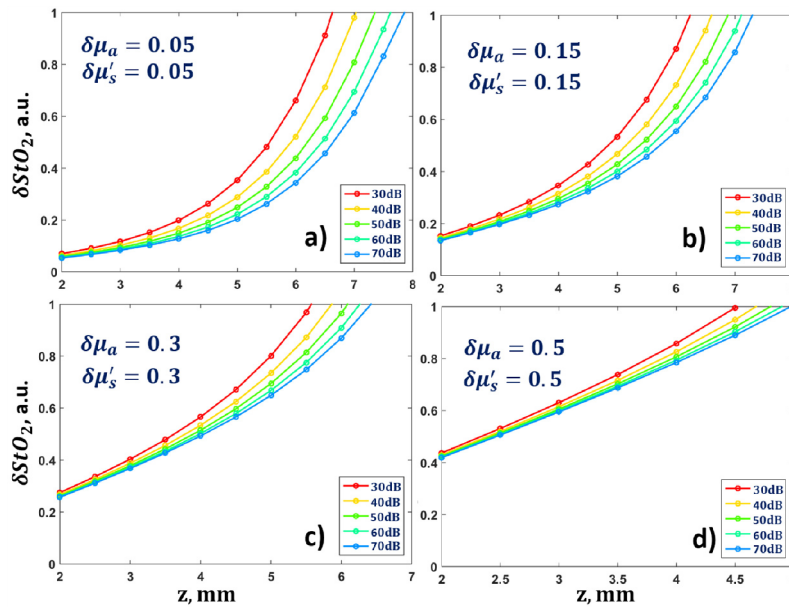 δμₐ = 0.05
δμ′ₛ = 0.05
δStO₂, a.u.
1
0.8
0.6
0.4
0.2
0
2 3 4 5 6 7 8
30dB
40dB
50dB
60dB
70dB
a)
δμₐ = 0.15
δμ′ₛ = 0.15
1
0.8
0.6
0.4
0.2
0
2 3 4 5 6 7
30dB
40dB
50dB
60dB
70dB
b)
δμₐ = 0.3
δμ′ₛ = 0.3
δStO₂, a.u.
1
0.8
0.6
0.4
0.2
0
2 3 4 5 6 7
z, mm
30dB
40dB
50dB
60dB
70dB
c)
δμₐ = 0.5
δμ′ₛ = 0.5
1
0.8
0.6
0.4
0.2
0
2 2.5 3 3.5 4 4.5
z, mm
30dB
40dB
50dB
60dB
70dB
d)